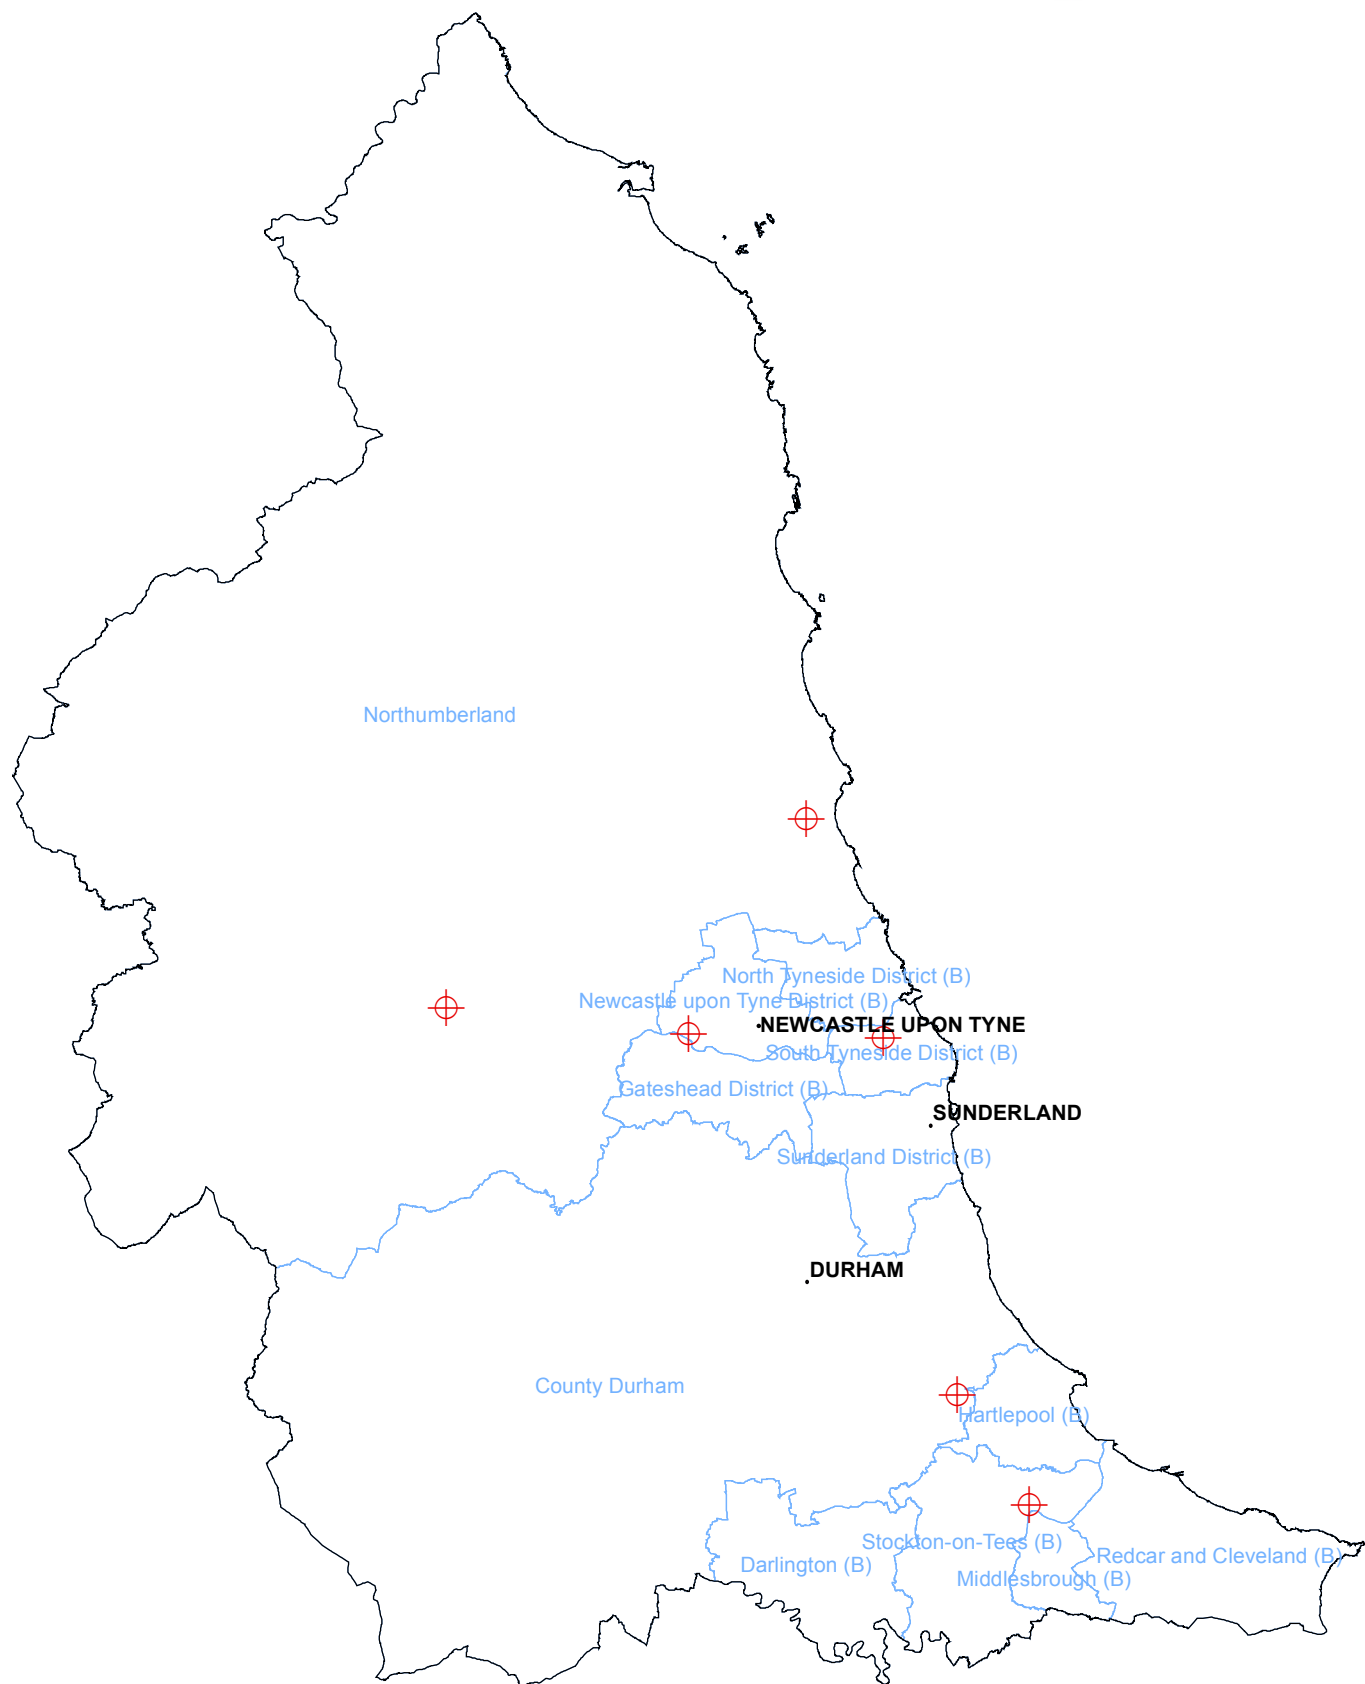 Northumberland
North Tyneside District (B)
Newcastle upon Tyne District (B)
NEWCASTLE UPON TYNE
South Tyneside District (B)
Gateshead District (B)
SUNDERLAND
Sunderland District (B)
DURHAM
County Durham
Hartlepool (B)
Stockton-on-Tees (B)
Redcar and Cleveland (B)
Darlington (B)
Middlesbrough (B)